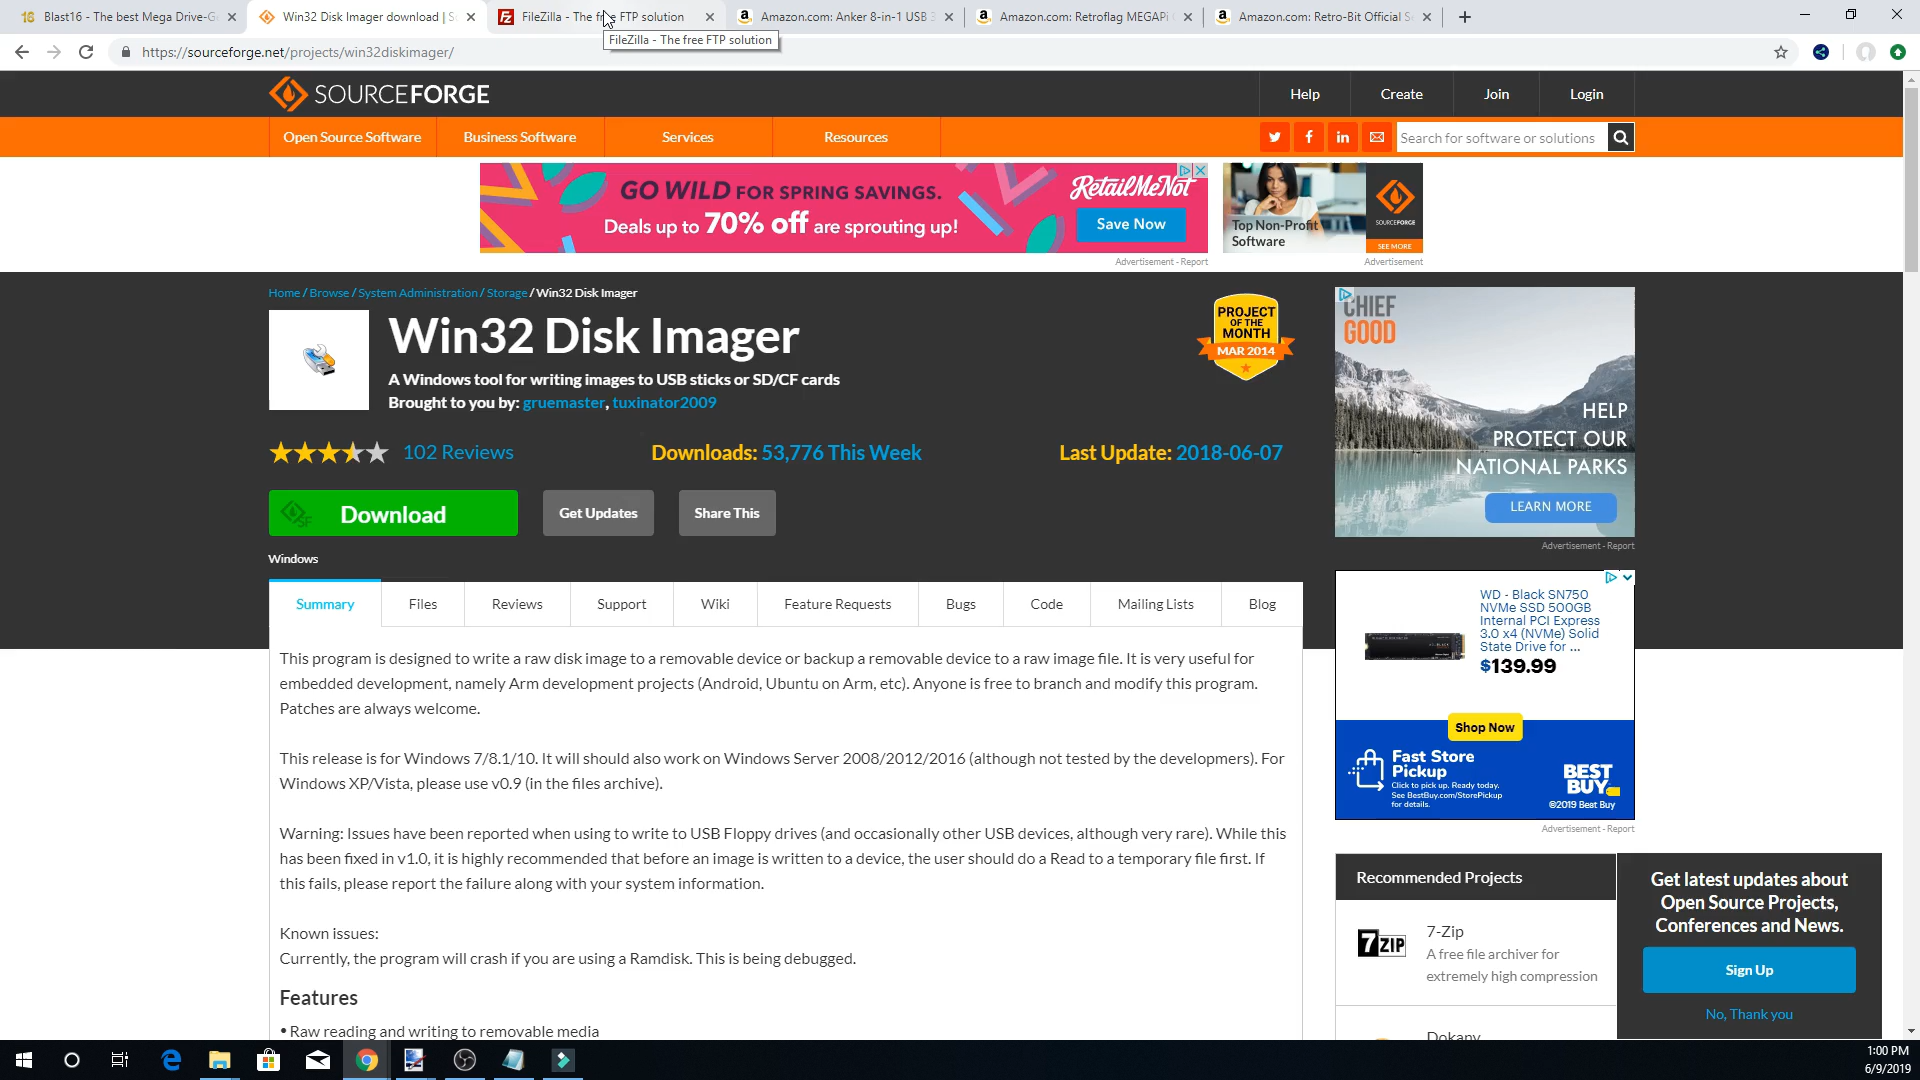 Blast16 - The best Mega Drive-G
Win32 Disk Imager download | S
FileZilla - The free FTP solution
Amazon.com: Anker 8-in-1 USB 3
Amazon.com: Retroflag MEGAPi
Amazon.com: Retro-Bit Official S
FileZilla - The free FTP solution
https://sourceforge.net/projects/win32diskimager/
SOURCEFORGE
Help
Create
Join
Login
Open Source Software
Business Software
Services
Resources
Search for software or solutions
GO WILD FOR SPRING SAVINGS.
Deals up to 70% off are sprouting up!
RetailMeNot
Save Now
Top Non-Profit
Software
SOURCEFORGE
SEE MORE
Advertisement - Report
Advertisement
Home / Browse / System Administration / Storage / Win32 Disk Imager
Win32 Disk Imager
A Windows tool for writing images to USB sticks or SD/CF cards
Brought to you by: gruemaster, tuxinator2009
PROJECT
OF THE
MONTH
MAR 2014
102 Reviews
Downloads: 53,776 This Week
Last Update: 2018-06-07
SF
Download
Get Updates
Share This
Windows
CHIEF
GOOD
HELP
PROTECT OUR
NATIONAL PARKS
LEARN MORE
Advertisement - Report
Summary
Files
Reviews
Support
Wiki
Feature Requests
Bugs
Code
Mailing Lists
Blog
This program is designed to write a raw disk image to a removable device or backup a removable device to a raw image file. It is very useful for
embedded development, namely Arm development projects (Android, Ubuntu on Arm, etc). Anyone is free to branch and modify this program.
Patches are always welcome.
This release is for Windows 7/8.1/10. It will should also work on Windows Server 2008/2012/2016 (although not tested by the developmers). For
Windows XP/Vista, please use v0.9 (in the files archive).
Warning: Issues have been reported when using to write to USB Floppy drives (and occasionally other USB devices, although very rare). While this
has been fixed in v1.0, it is highly recommended that before an image is written to a device, the user should do a Read to a temporary file first. If
this fails, please report the failure along with your system information.
Known issues:
Currently, the program will crash if you are using a Ramdisk. This is being debugged.
Features
• Raw reading and writing to removable media
WD - Black SN750
NVMe SSD 500GB
Internal PCI Express
3.0 x4 (NVMe) Solid
State Drive for ...
$139.99
Shop Now
Fast Store
Pickup
Click to pick up. Ready today.
See BestBuy.com/StorePickup
for details.
BEST
BUY
©2019 Best Buy
Advertisement - Report
Recommended Projects
7ZIP
7-Zip
A free file archiver for
extremely high compression
Dokany
Get latest updates about
Open Source Projects,
Conferences and News.
Sign Up
No, Thank you
1:00 PM
6/9/2019